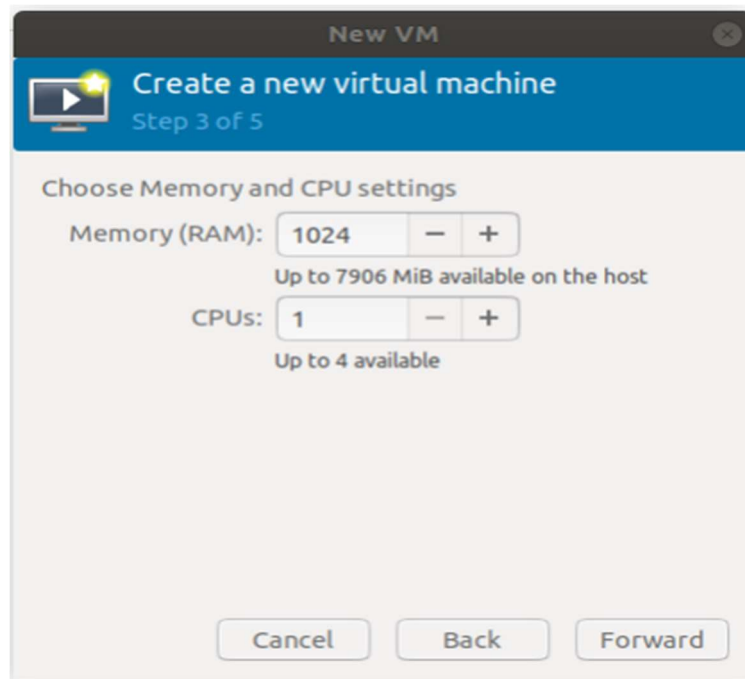 New VM
Create a new virtual machine
Step 3 of 5
Choose Memory and CPU settings
Memory (RAM): 1024 − +
Up to 7906 MiB available on the host
CPUs: 1 − +
Up to 4 available
Cancel Back Forward